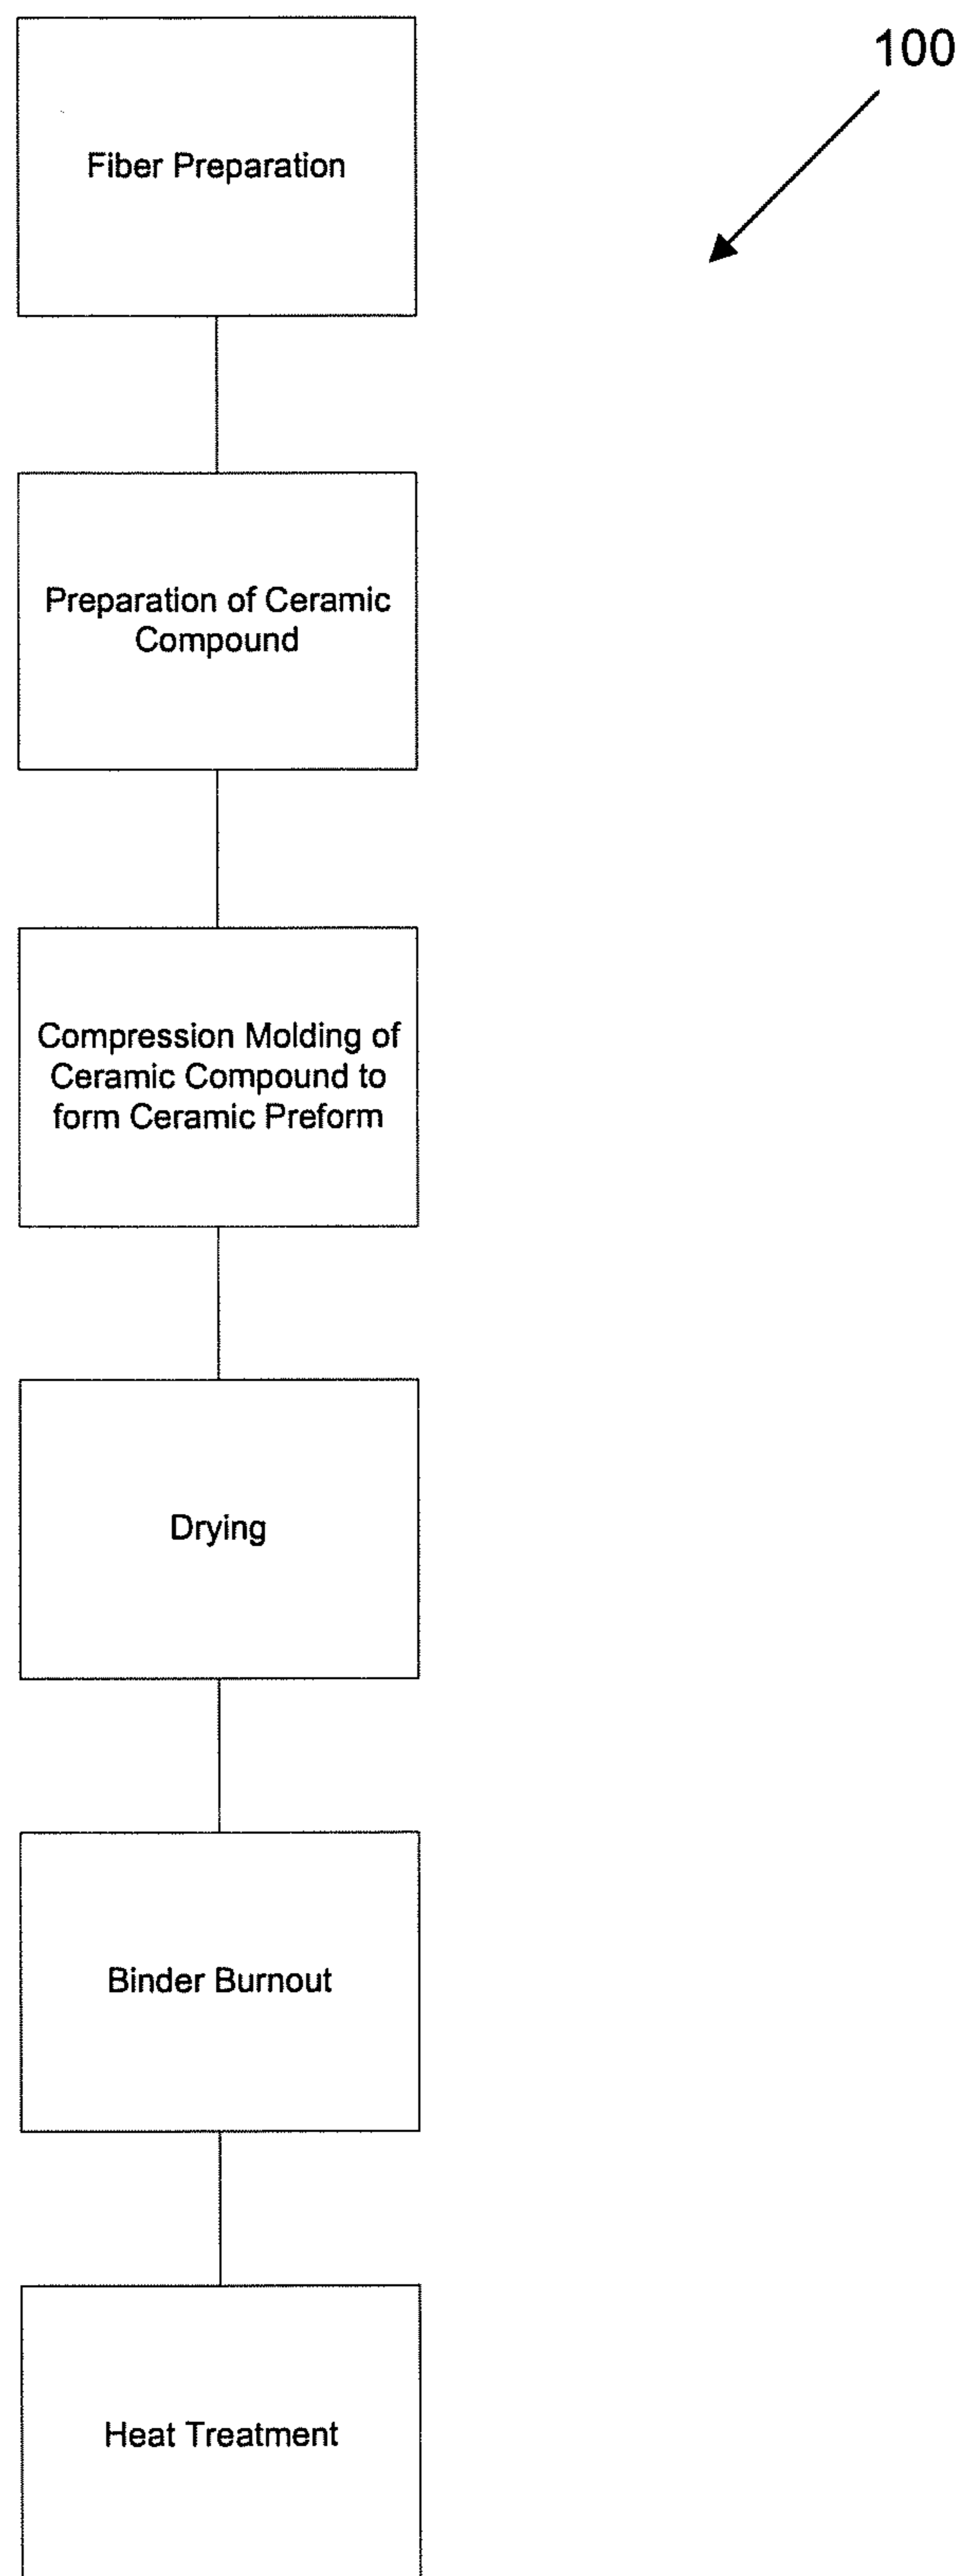 100
Fiber Preparation
Preparation of Ceramic
Compound
Compression Molding of
Ceramic Compound to
form Ceramic Preform
Drying
Binder Burnout
Heat Treatment